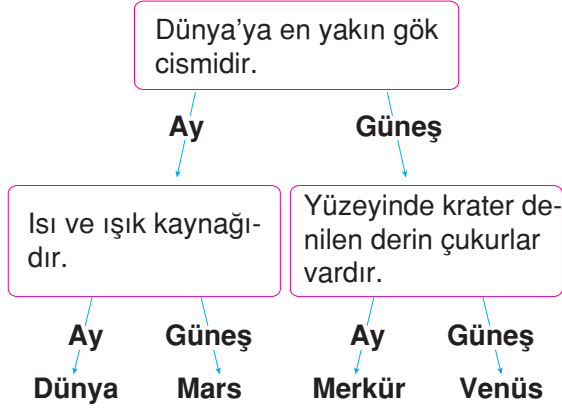 Dünya’ya en yakın gök
cismidir.
Ay
Güneş
Isı ve ışık kaynağı-
dır.
Yüzeyinde krater de-
nilen derin çukurlar
vardır.
Ay
Güneş
Ay
Güneş
Dünya
Mars
Merkür
Venüs